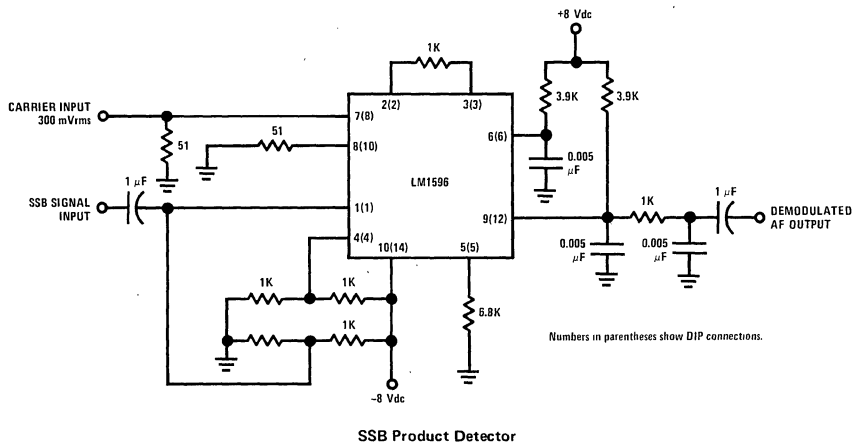 +8 Vdc
1K
3.9K
3.9K
CARRIER INPUT
300 mVrms
2(2)
3(3)
7(8)
51
51
8(10)
6(6)
0.005
μF
LM1596
1 μF
SSB SIGNAL
INPUT
1(1)
9(12)
1K
1 μF
DEMODULATED
AF OUTPUT
4(4)
10(14)
5(5)
0.005
μF
0.005
μF
1K
1K
6.8K
1K
Numbers in parentheses show DIP connections.
-8 Vdc
SSB Product Detector